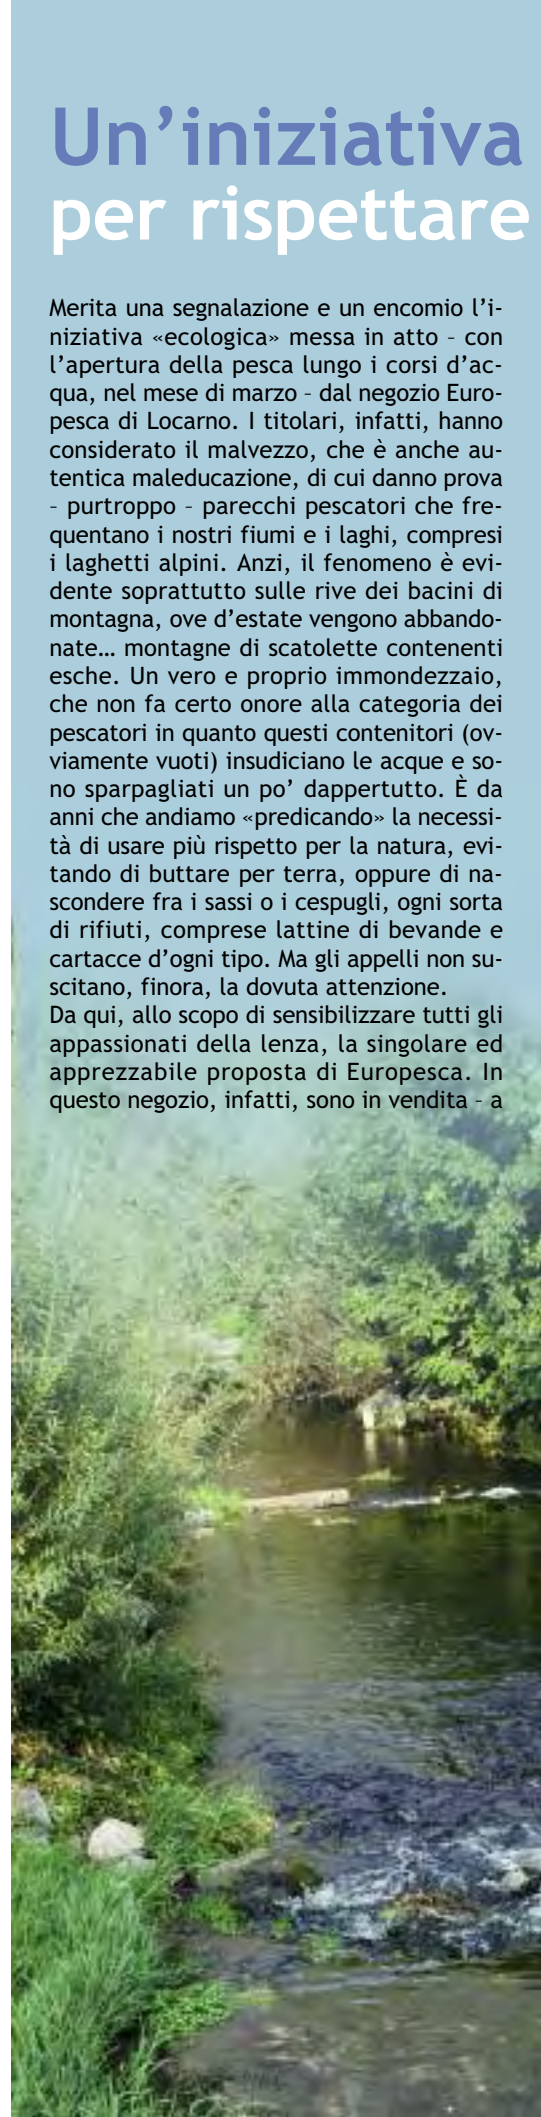 Un’iniziativa
per rispettare
Merita una segnalazione e un encomio l’i-
niziativa «ecologica» messa in atto – con
l’apertura della pesca lungo i corsi d’ac-
qua, nel mese di marzo – dal negozio Euro-
pesca di Locarno. I titolari, infatti, hanno
considerato il malvezzo, che è anche au-
tentica maleducazione, di cui danno prova
– purtroppo – parecchi pescatori che fre-
quentano i nostri fiumi e i laghi, compresi
i laghetti alpini. Anzi, il fenomeno è evi-
dente soprattutto sulle rive dei bacini di
montagna, ove d’estate vengono abbando-
nate… montagne di scatolette contenenti
esche. Un vero e proprio immondezzaio,
che non fa certo onore alla categoria dei
pescatori in quanto questi contenitori (ov-
viamente vuoti) insudiciano le acque e so-
no sparpagliati un po’ dappertutto. È da
anni che andiamo «predicando» la necessi-
tà di usare più rispetto per la natura, evi-
tando di buttare per terra, oppure di na-
scondere fra i sassi o i cespugli, ogni sorta
di rifiuti, comprese lattine di bevande e
cartacce d’ogni tipo. Ma gli appelli non su-
scitano, finora, la dovuta attenzione.
Da qui, allo scopo di sensibilizzare tutti gli
appassionati della lenza, la singolare ed
apprezzabile proposta di Europesca. In
questo negozio, infatti, sono in vendita – a